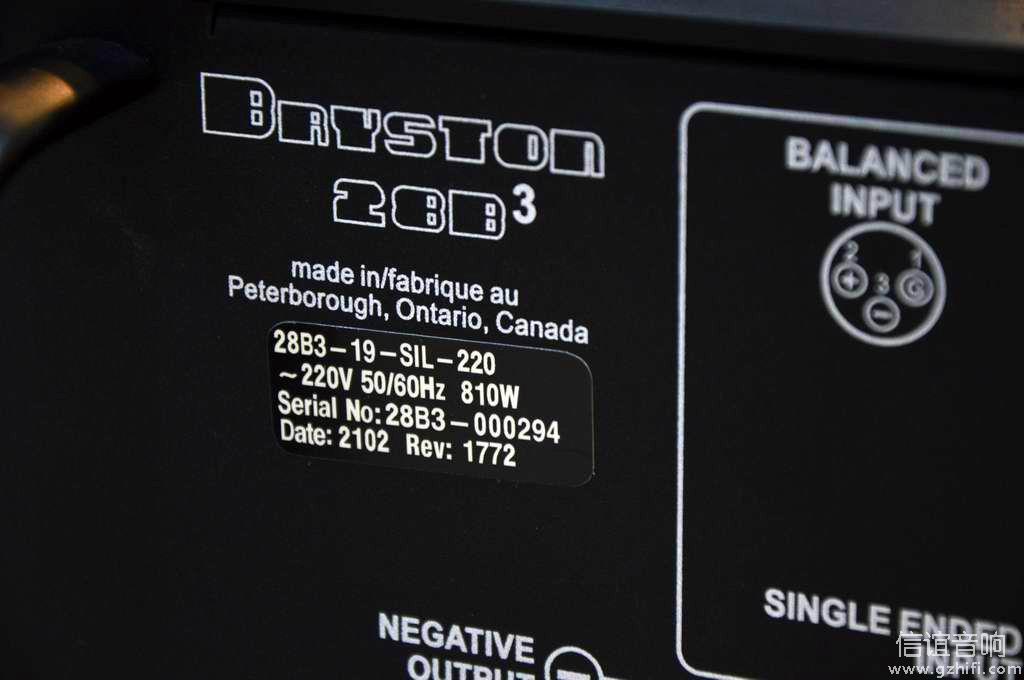 BRYSTON
28B³
made in/fabrique au
Peterborough, Ontario, Canada
28B3-19-SIL-220
~220V 50/60Hz 810W
Serial No: 28B3-000294
Date: 2102 Rev: 1772
BALANCED
INPUT
2 1
+ 3 G
-
NEGATIVE
OUTPUT
-
SINGLE ENDED
INPUT
信谊音响
www.gzhifi.com